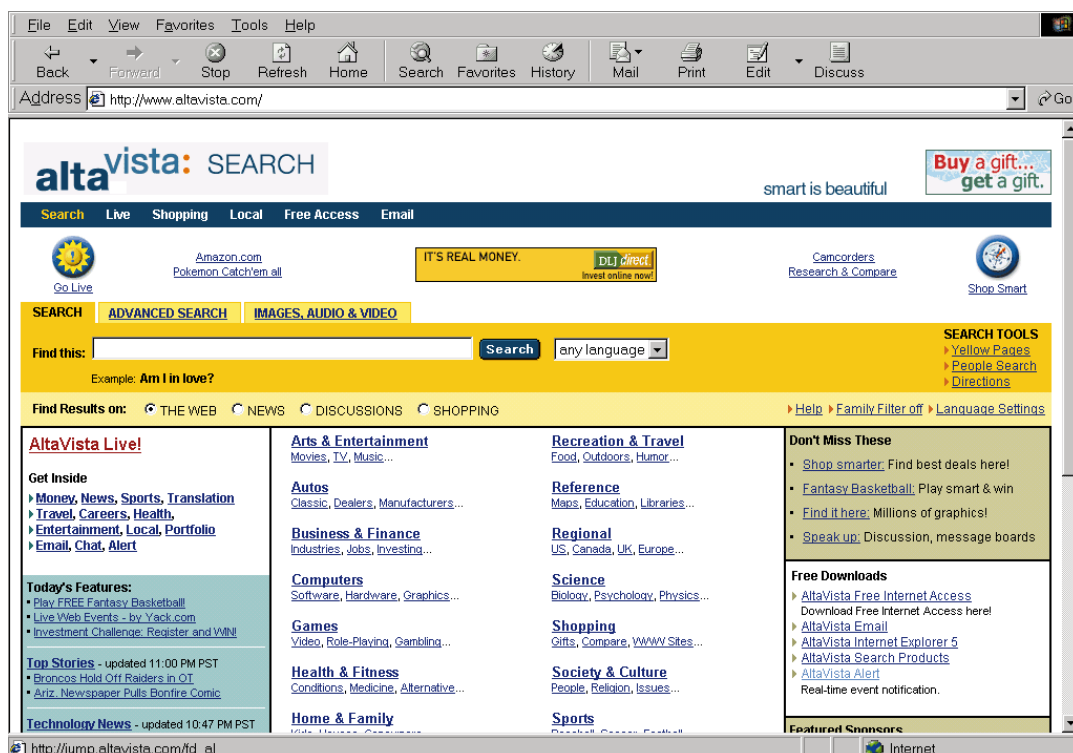 File Edit View Favorites Tools Help
Back Forward Stop Refresh Home Search Favorites History Mail Print Edit Discuss
Address http://www.altavista.com/ Go
altavista: SEARCH
smart is beautiful
Buy a gift...
get a gift.
Search Live Shopping Local Free Access Email
Go Live
Amazon.com
Pokemon Catch'em all
IT'S REAL MONEY.
DLJ direct
Invest online now!
Camcorders
Research & Compare
Shop Smart
SEARCH ADVANCED SEARCH IMAGES, AUDIO & VIDEO
Find this: Search any language
Example: Am I in love?
SEARCH TOOLS
Yellow Pages
People Search
Directions
Find Results on: THE WEB NEWS DISCUSSIONS SHOPPING
Help Family Filter off Language Settings
AltaVista Live!
Get Inside
Money, News, Sports, Translation
Travel, Careers, Health,
Entertainment, Local, Portfolio
Email, Chat, Alert
Today's Features:
Play FREE Fantasy Basketball!
Live Web Events - by Yack.com
Investment Challenge: Register and WIN!
Top Stories - updated 11:00 PM PST
Broncos Hold Off Raiders in OT
Ariz. Newspaper Pulls Bonfire Comic
Technology News - updated 10:47 PM PST
Arts & Entertainment
Movies, TV, Music...
Autos
Classic, Dealers, Manufacturers...
Business & Finance
Industries, Jobs, Investing...
Computers
Software, Hardware, Graphics...
Games
Video, Role-Playing, Gambling...
Health & Fitness
Conditions, Medicine, Alternative...
Home & Family
Recreation & Travel
Food, Outdoors, Humor...
Reference
Maps, Education, Libraries...
Regional
US, Canada, UK, Europe...
Science
Biology, Psychology, Physics...
Shopping
Gifts, Compare, WWW Sites...
Society & Culture
People, Religion, Issues...
Sports
Don't Miss These
Shop smarter: Find best deals here!
Fantasy Basketball: Play smart & win
Find it here: Millions of graphics!
Speak up: Discussion, message boards
Free Downloads
AltaVista Free Internet Access
Download Free Internet Access here!
AltaVista Email
AltaVista Internet Explorer 5
AltaVista Search Products
AltaVista Alert
Real-time event notification.
Featured Sponsors
http://jump.altavista.com/fd_al
Internet